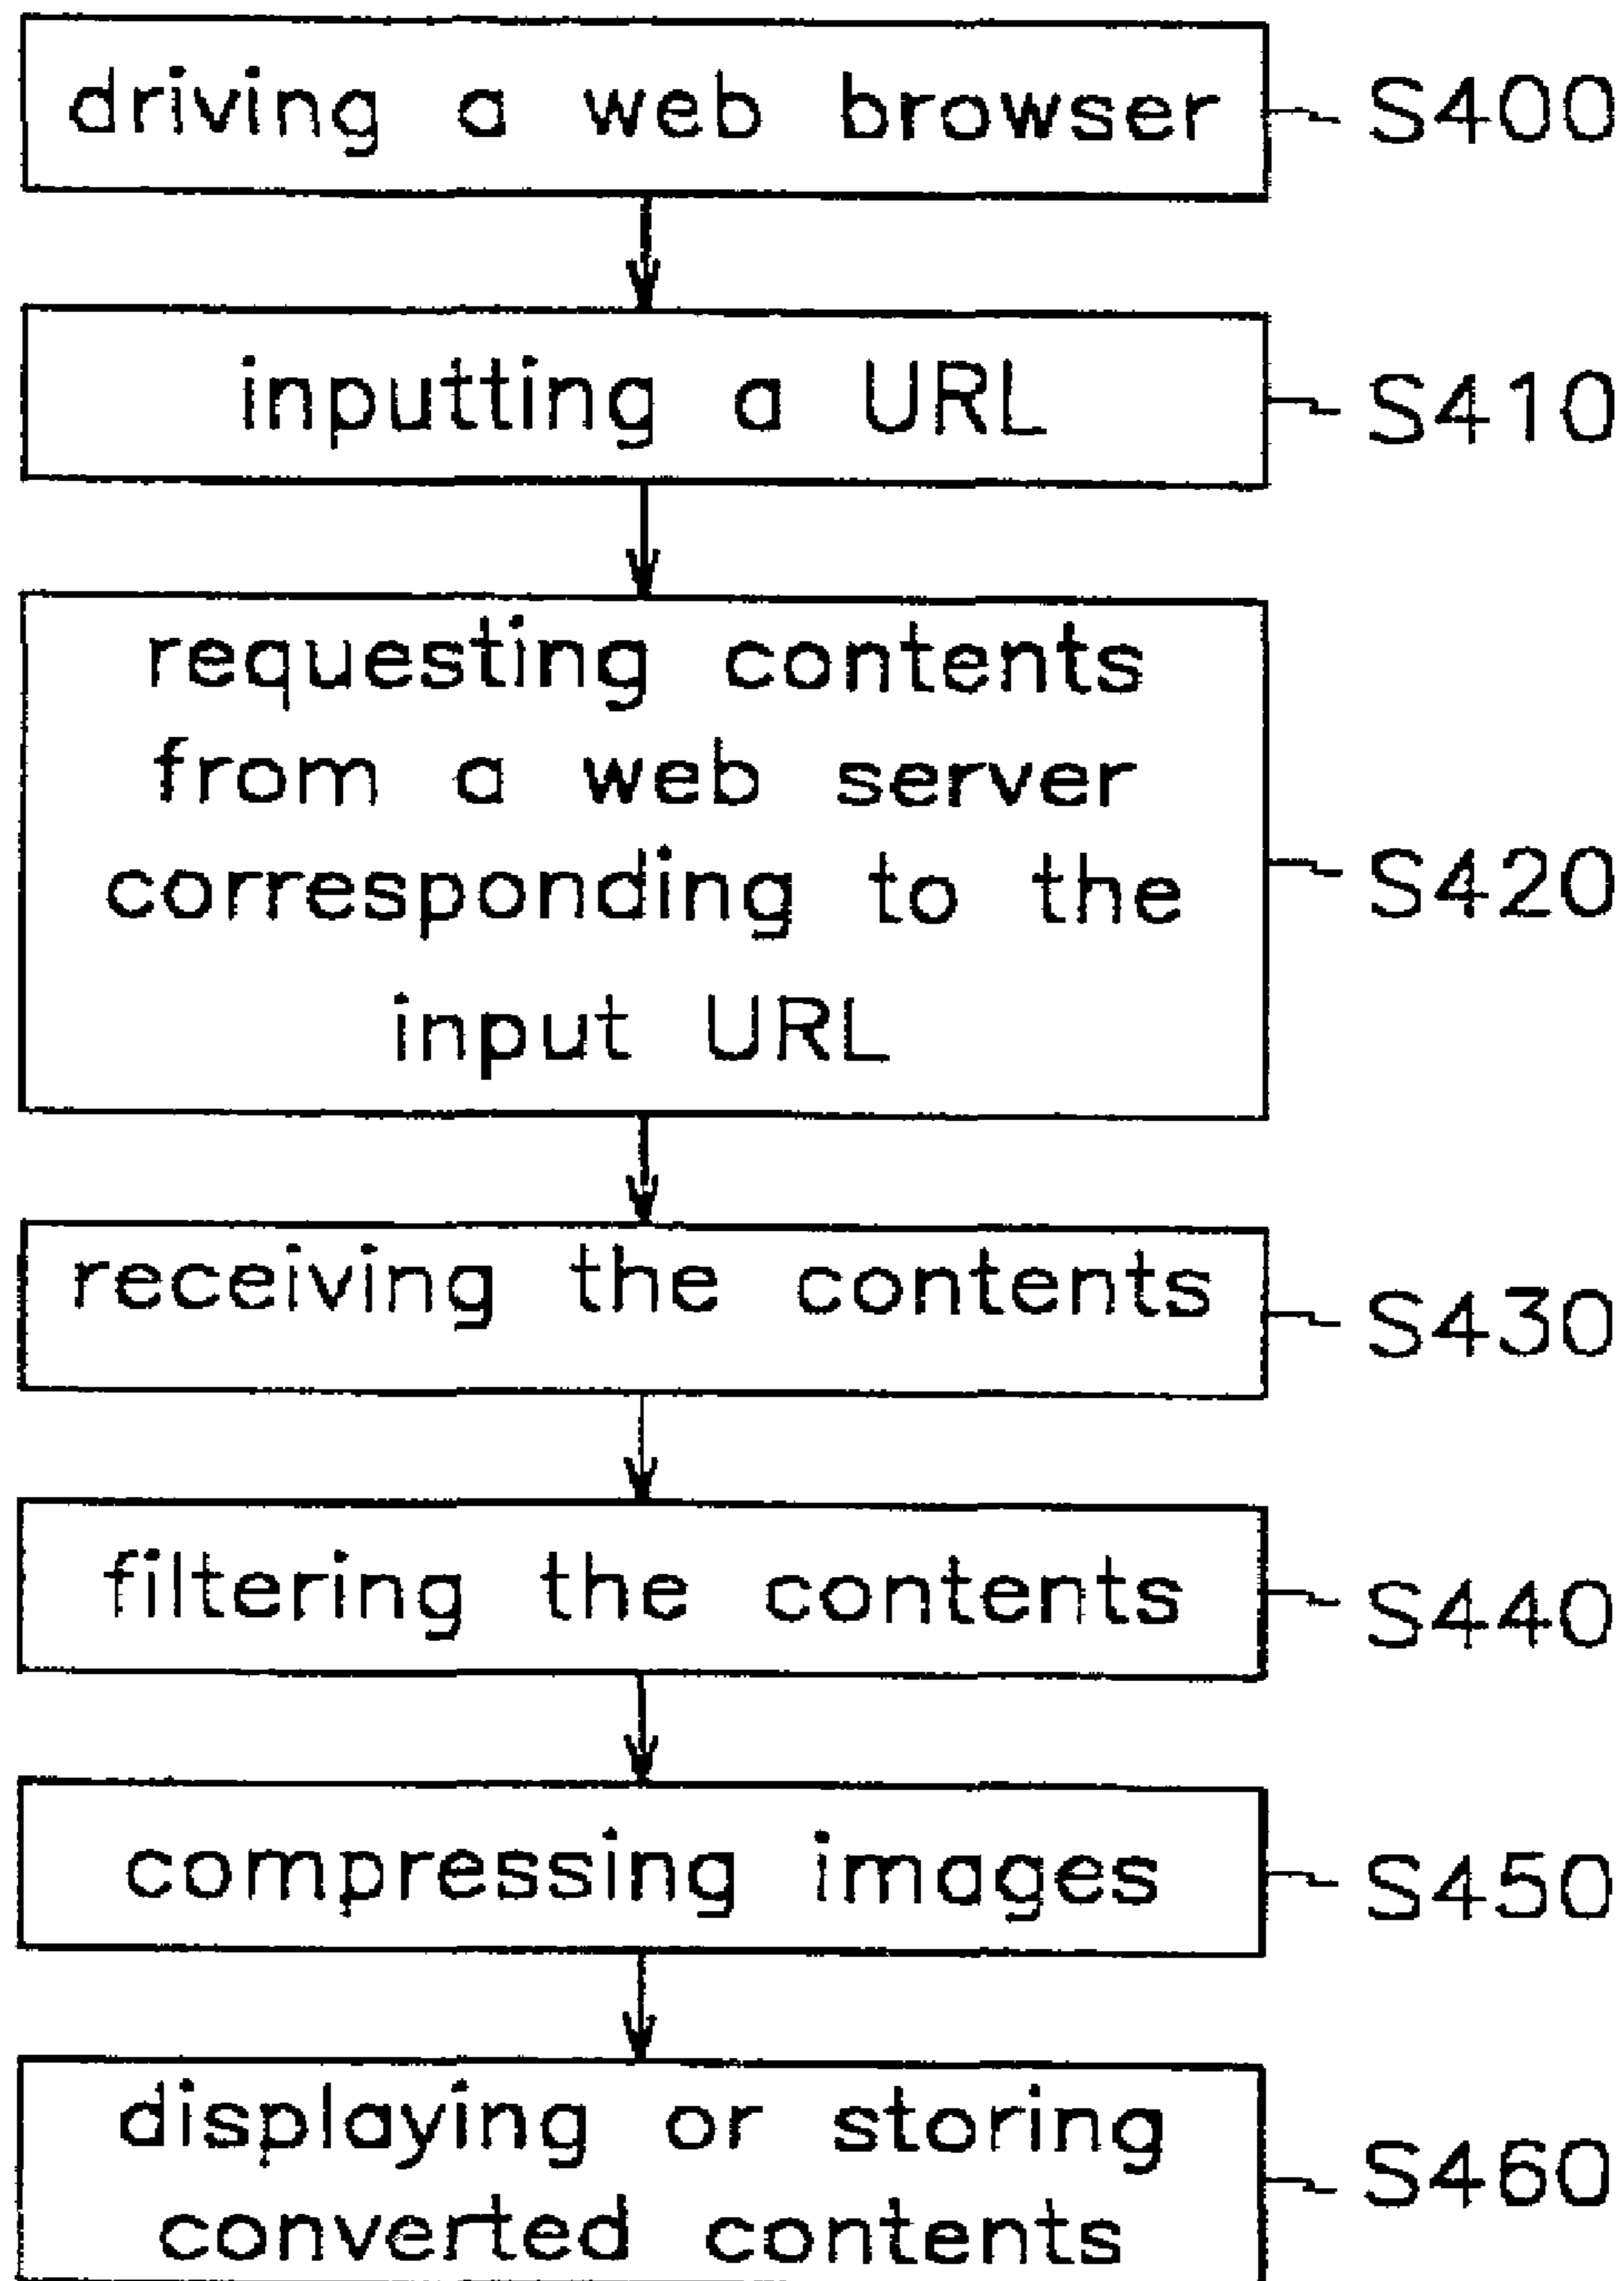 driving a web browser S400
inputting a URL S410
requesting contents
from a web server
corresponding to the S420
input URL
receiving the contents S430
filtering the contents S440
compressing images S450
displaying or storing S460
converted contents